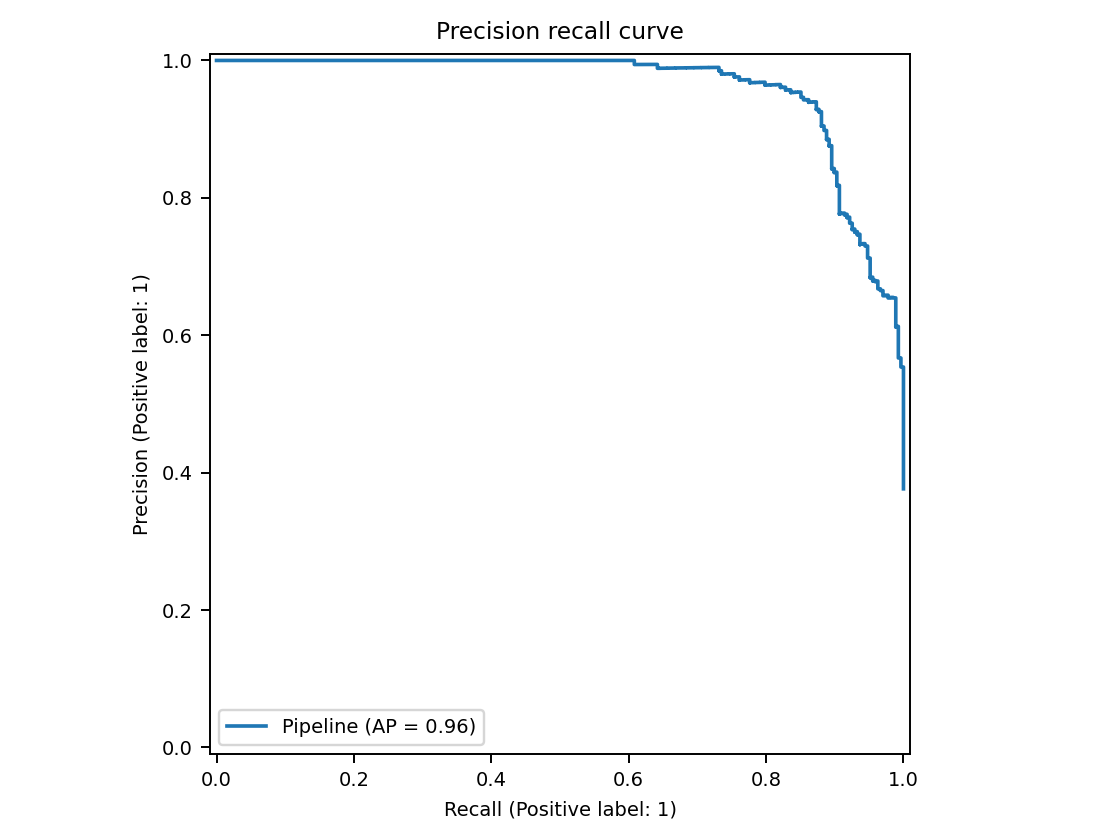 Precision recall curve
1.0
0.8
0.6
0.4
0.2
0.0
Precision (Positive label: 1)
Pipeline (AP = 0.96)
0.0 0.2 0.4 0.6 0.8 1.0
Recall (Positive label: 1)